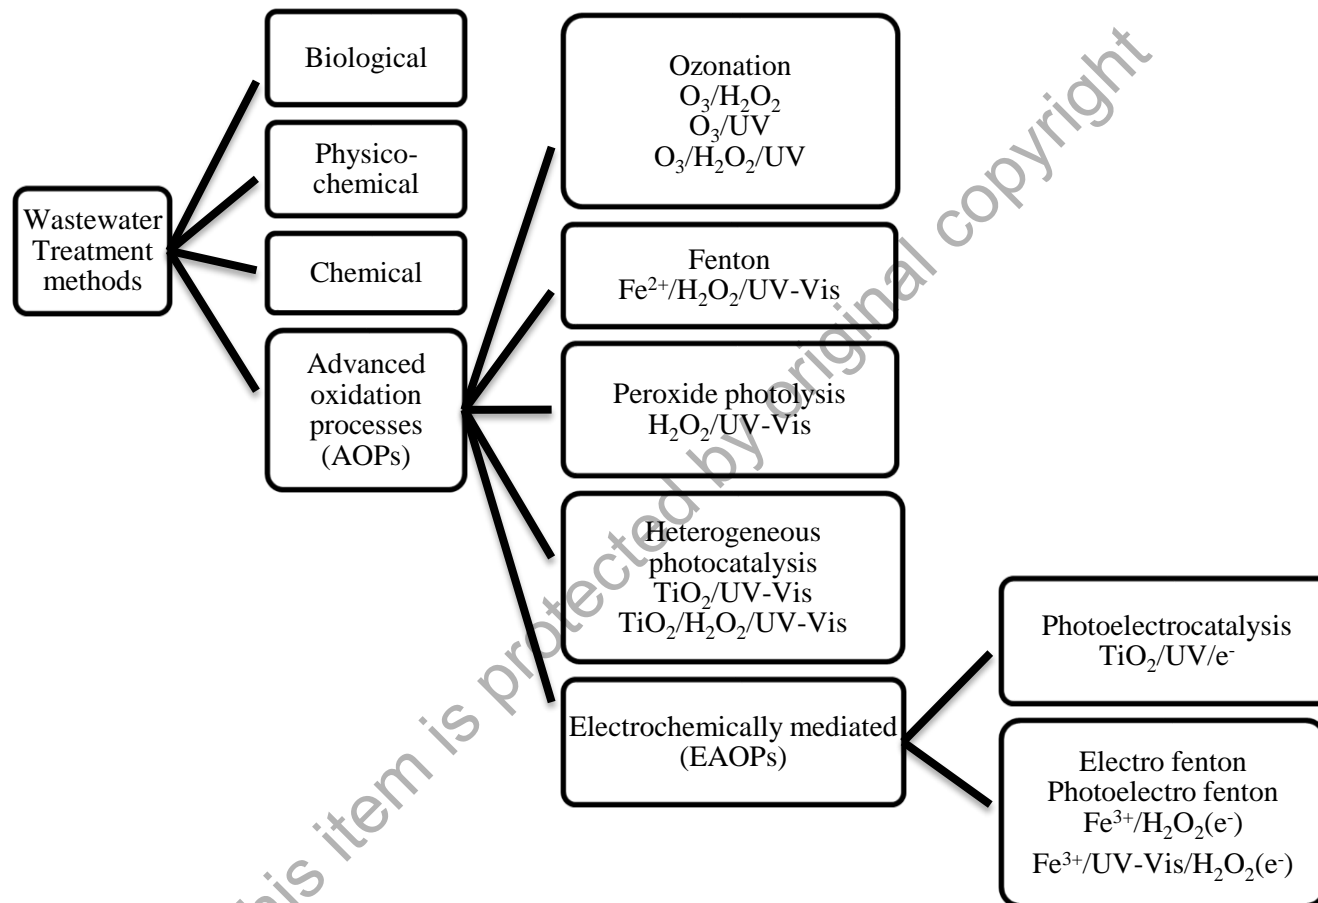 Wastewater
Treatment
methods
Biological
Physico-
chemical
Chemical
Advanced
oxidation
processes
(AOPs)
Ozonation
O₃/H₂O₂
O₃/UV
O₃/H₂O₂/UV
Fenton
Fe²⁺/H₂O₂/UV-Vis
Peroxide photolysis
H₂O₂/UV-Vis
Heterogeneous
photocatalysis
TiO₂/UV-Vis
TiO₂/H₂O₂/UV-Vis
Electrochemically mediated
(EAOPs)
Photoelectrocatalysis
TiO₂/UV/e⁻
Electro fenton
Photoelectro fenton
Fe³⁺/H₂O₂(e⁻)
Fe³⁺/UV-Vis/H₂O₂(e⁻)
This item is protected by original copyright